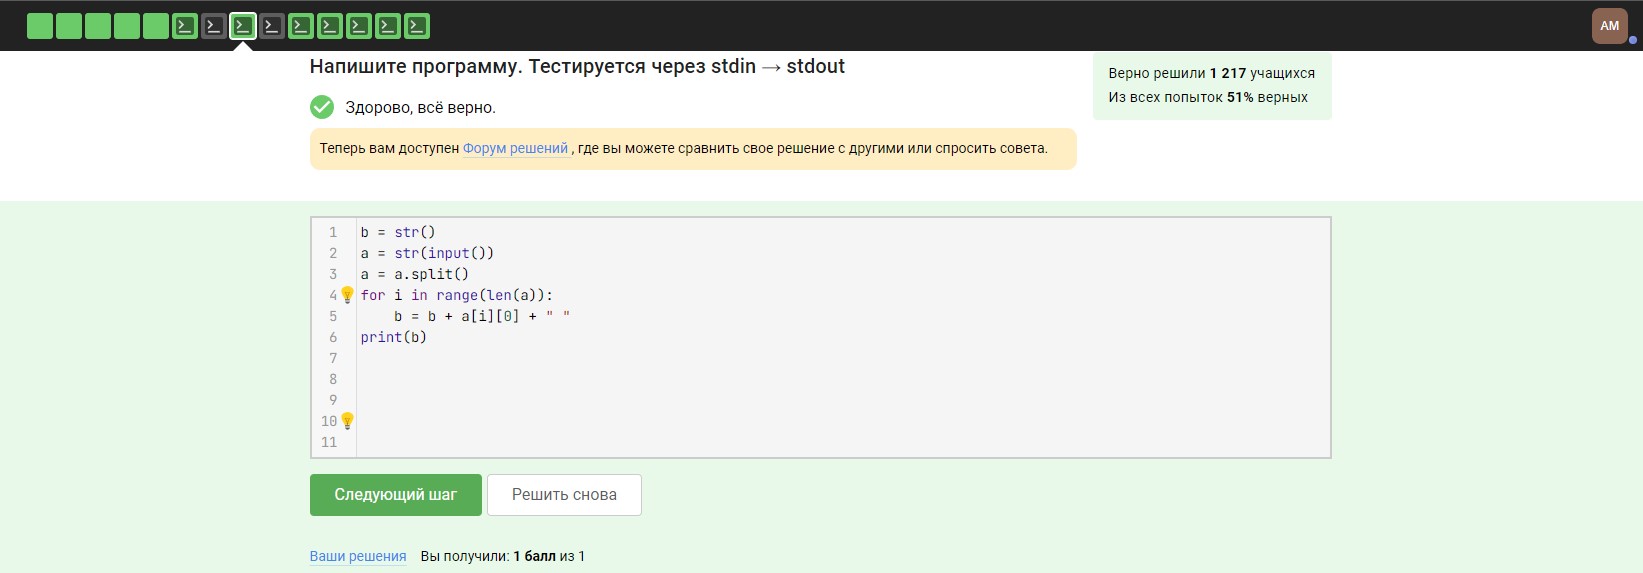 AM
Напишите программу. Тестируется через stdin → stdout
Здорово, всё верно.
Теперь вам доступен Форум решений , где вы можете сравнить свое решение с другими или спросить совета.
Верно решили 1 217 учащихся
Из всех попыток 51% верных
1 b = str()
2 a = str(input())
3 a = a.split()
4 for i in range(len(a)):
5     b = b + a[i][0] + " "
6 print(b)
7
8
9
10
11
Следующий шаг Решить снова
Ваши решения Вы получили: 1 балл из 1